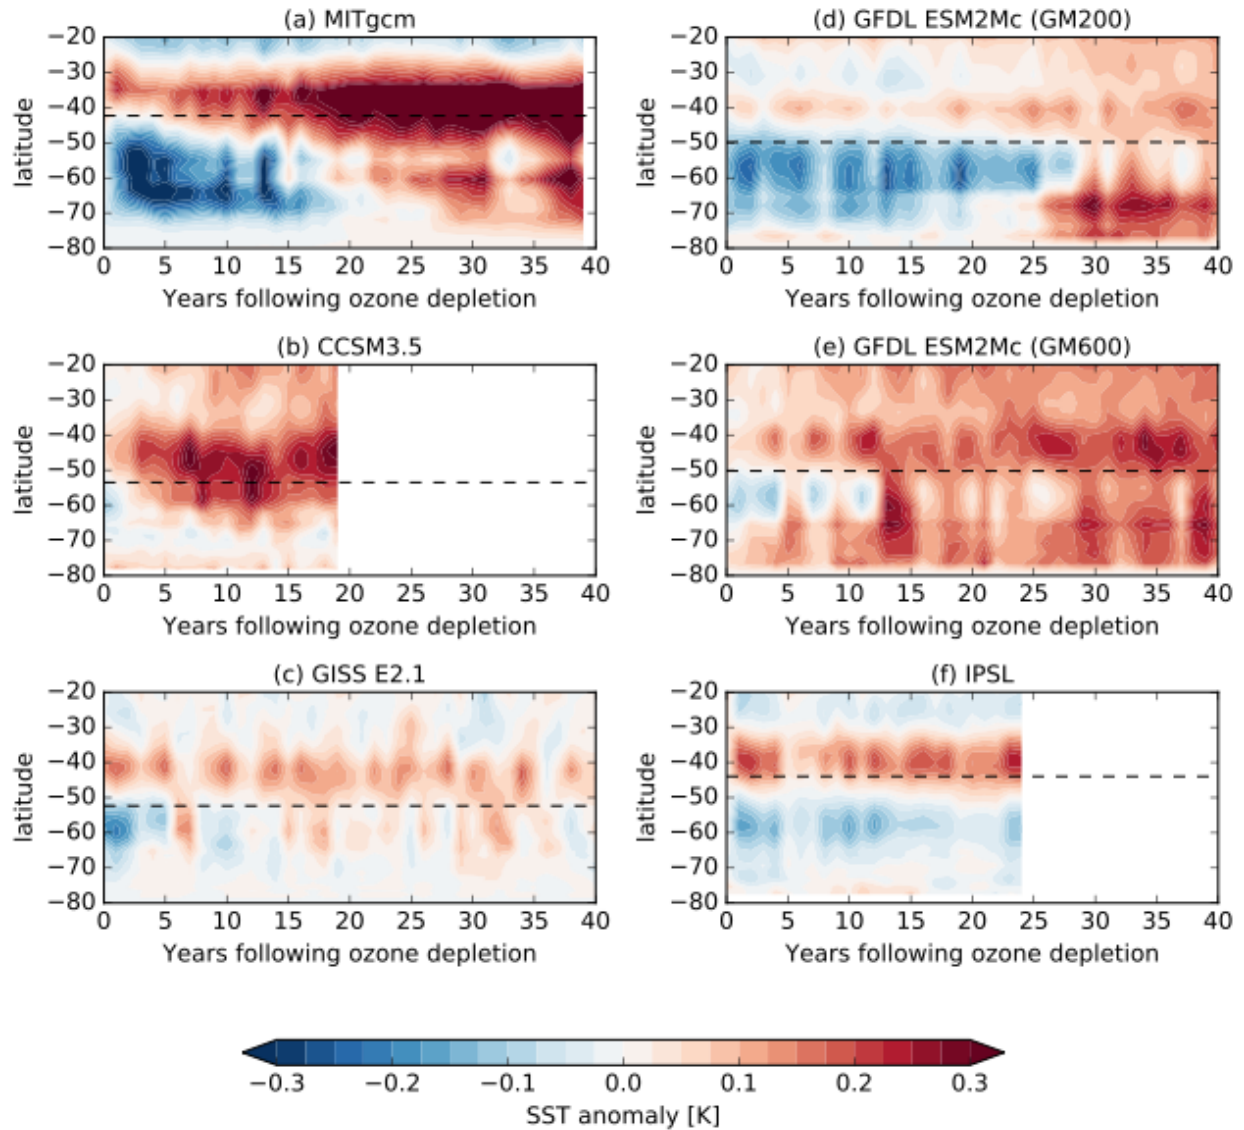 (a) MITgcm
−20
−30
−40
−50
−60
−70
−80
latitude
0 5 10 15 20 25 30 35 40
Years following ozone depletion
(d) GFDL ESM2Mc (GM200)
−20
−30
−40
−50
−60
−70
−80
latitude
0 5 10 15 20 25 30 35 40
Years following ozone depletion
(b) CCSM3.5
−20
−30
−40
−50
−60
−70
−80
latitude
0 5 10 15 20 25 30 35 40
Years following ozone depletion
(e) GFDL ESM2Mc (GM600)
−20
−30
−40
−50
−60
−70
−80
latitude
0 5 10 15 20 25 30 35 40
Years following ozone depletion
(c) GISS E2.1
−20
−30
−40
−50
−60
−70
−80
latitude
0 5 10 15 20 25 30 35 40
Years following ozone depletion
(f) IPSL
−20
−30
−40
−50
−60
−70
−80
latitude
0 5 10 15 20 25 30 35 40
Years following ozone depletion
−0.3 −0.2 −0.1 0.0 0.1 0.2 0.3
SST anomaly [K]